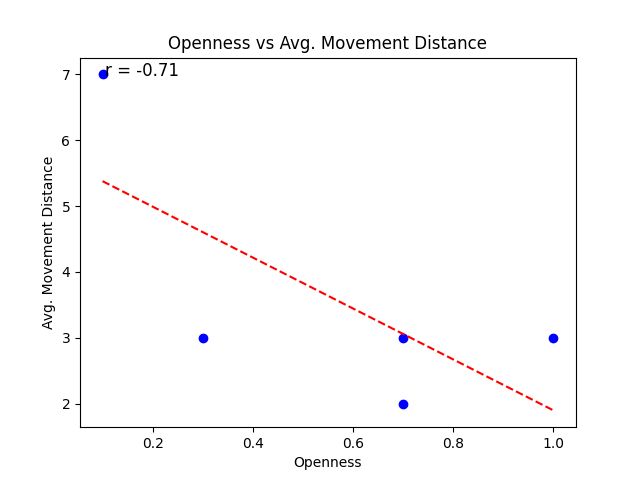 Openness vs Avg. Movement Distance
r = -0.71
7
6
5
4
3
2
Avg. Movement Distance
0.2 0.4 0.6 0.8 1.0
Openness